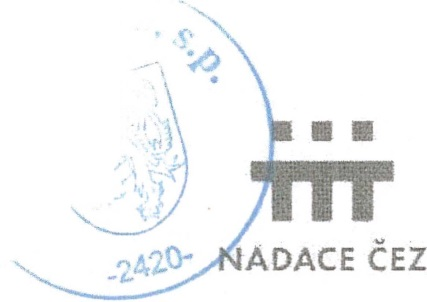 s.p.
-2420-
NADACE ČEZ